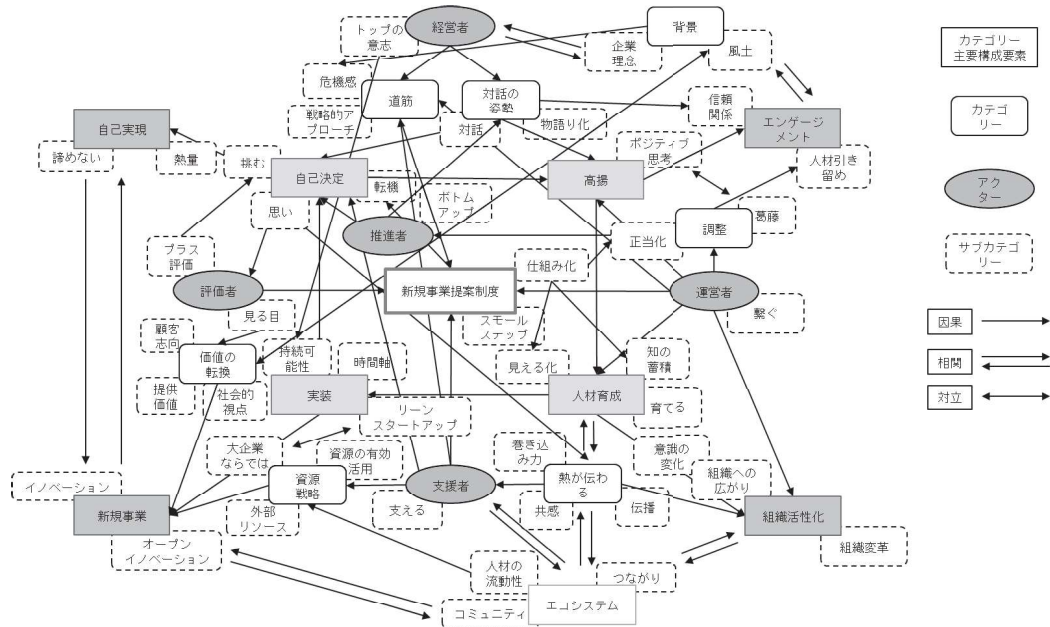 経営者
トップの
意志
企業
理念
背景
風土
危機感
道筋
対話の
姿勢
戦略的ア
プローチ
対話
物語り化
信頼
関係
エンゲージ
メント
自己実現
諦めない
熱量
挑む
自己決定
転機
ボトム
アップ
高揚
ポジティブ
思考
人材引き
留め
思い
推進者
正当化
調整
葛藤
プラス
評価
評価者
見る目
新規事業提案制度
仕組み化
運営者
繋ぐ
顧客
志向
価値の
転換
持続可
能性
時間軸
スモール
ステップ
見える化
知の
蓄積
提供
価値
社会的
視点
実装
リーン
スタートアップ
人材育成
育てる
大企業
ならでは
資源の有効
活用
巻き込
み力
意識の
変化
組織への
広がり
イノベーション
新規事業
資源
戦略
外部
リソース
支える
支援者
熱が伝わ
る
共感
伝播
組織活性化
組織変革
オープン
イノベーション
人材の
流動性
つながり
コミュニティ
エコシステム
カテゴリー
主要構成要素
カテゴ
リー
アク
ター
サブカテゴ
リー
因果
相関
対立